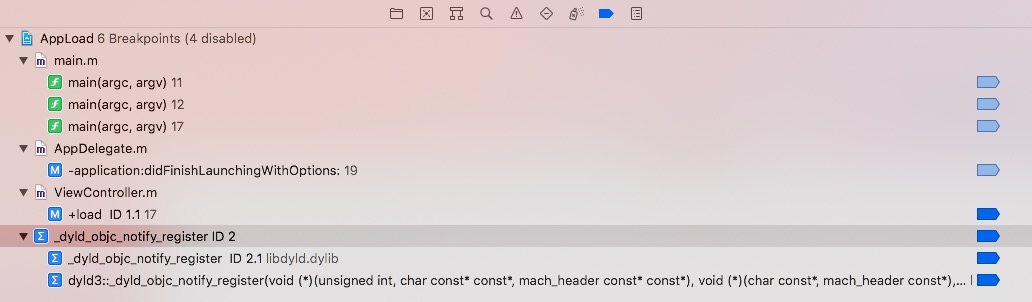 AppLoad 6 Breakpoints (4 disabled)
main.m
main(argc, argv) 11
main(argc, argv) 12
main(argc, argv) 17
AppDelegate.m
-application:didFinishLaunchingWithOptions: 19
ViewController.m
+load ID 1.1 17
_dyld_objc_notify_register ID 2
_dyld_objc_notify_register ID 2.1 libdyld.dylib
dyld3::_dyld_objc_notify_register(void (*)(unsigned int, char const* const*, mach_header const* const*), void (*)(char const*, mach_header const*),... I